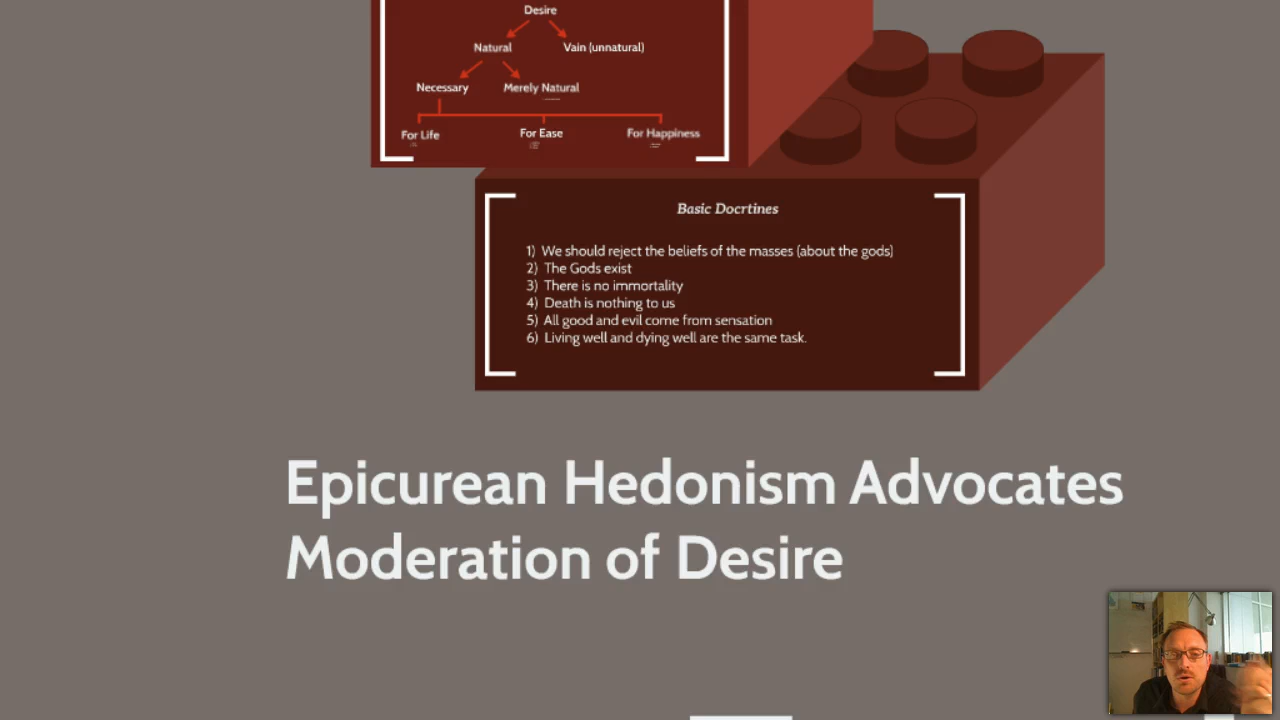 Desire
Natural Vain (unnatural)
Necessary Merely Natural
For Life For Ease For Happiness
Basic Docrtines
1) We should reject the beliefs of the masses (about the gods)
2) The Gods exist
3) There is no immortality
4) Death is nothing to us
5) All good and evil come from sensation
6) Living well and dying well are the same task.
Epicurean Hedonism Advocates
Moderation of Desire